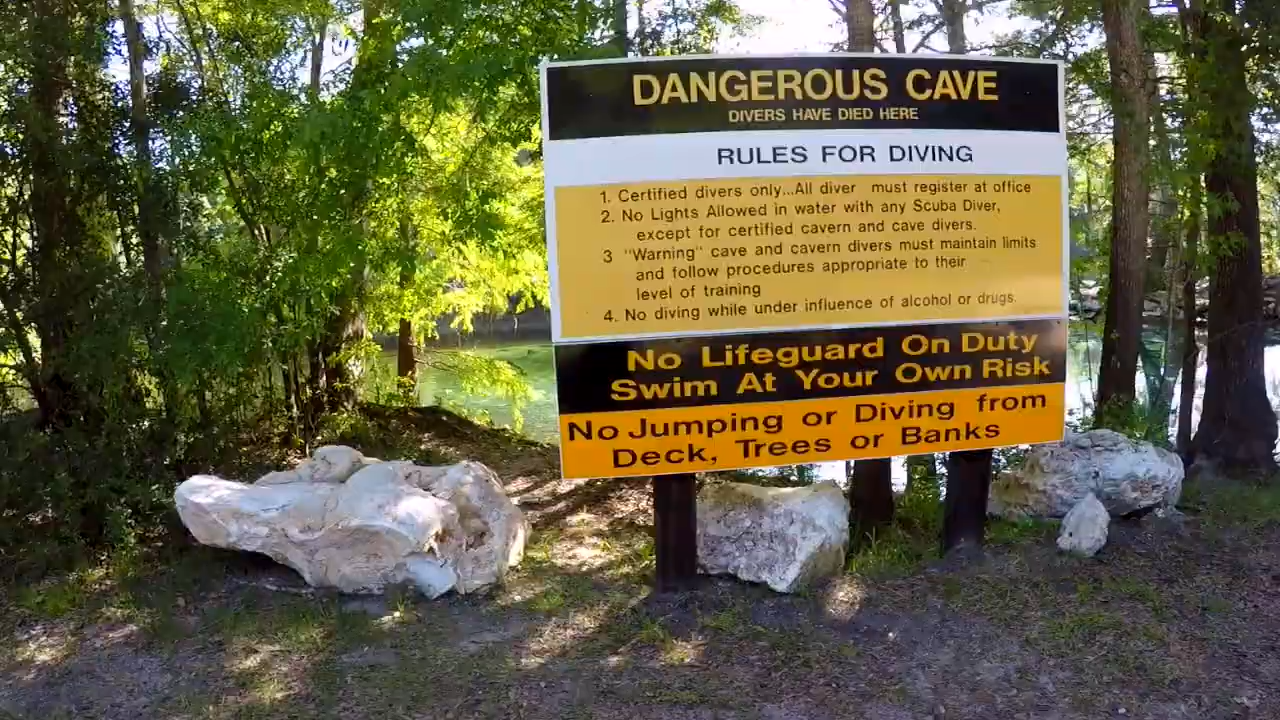 DANGEROUS CAVE
DIVERS HAVE DIED HERE
RULES FOR DIVING
1. Certified divers only...All diver must register at office
2. No Lights Allowed in water with any Scuba Diver,
except for certified cavern and cave divers.
3 "Warning" cave and cavern divers must maintain limits
and follow procedures appropriate to their
level of training
4. No diving while under influence of alcohol or drugs.
No Lifeguard On Duty
Swim At Your Own Risk
No Jumping or Diving from
Deck, Trees or Banks